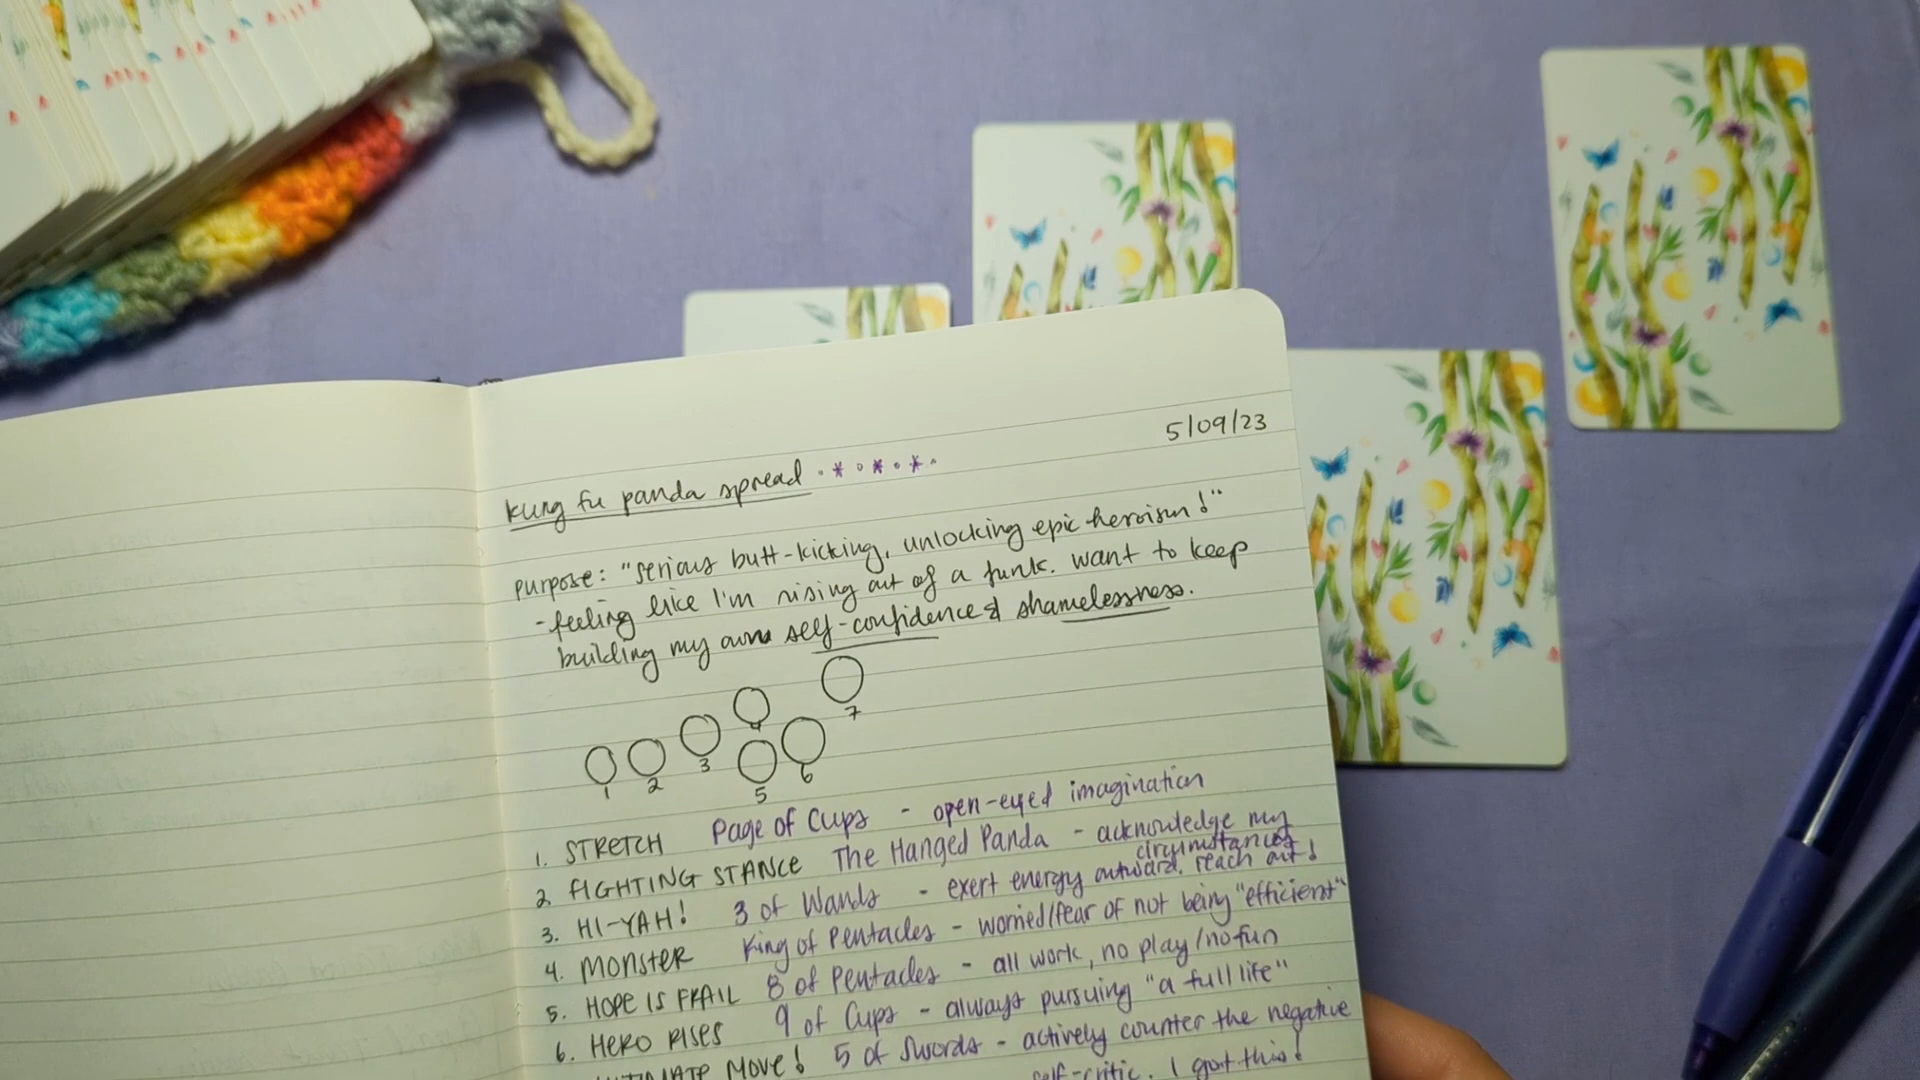 5/09/23
kung fu panda spread
purpose: "serious butt-kicking, unlocking epic heroism!"
- feeling like I'm rising out of a funk. want to keep
building my own self-confidence & shamelessness.
1 2 3 4 5 6 7
1. STRETCH Page of Cups - open-eyed imagination
2. FIGHTING STANCE The Hanged Panda - acknowledge my circumstances
3. HI-YAH! 3 of Wands - exert energy outward. reach out!
4. MONSTER King of Pentacles - worried/fear of not being "efficient"
5. HOPE IS FRAIL 8 of Pentacles - all work, no play/no fun
6. HERO RISES 9 of Cups - always pursuing "a full life"
ULTIMATE MOVE! 5 of Swords - actively counter the negative
self-critic. I got this!